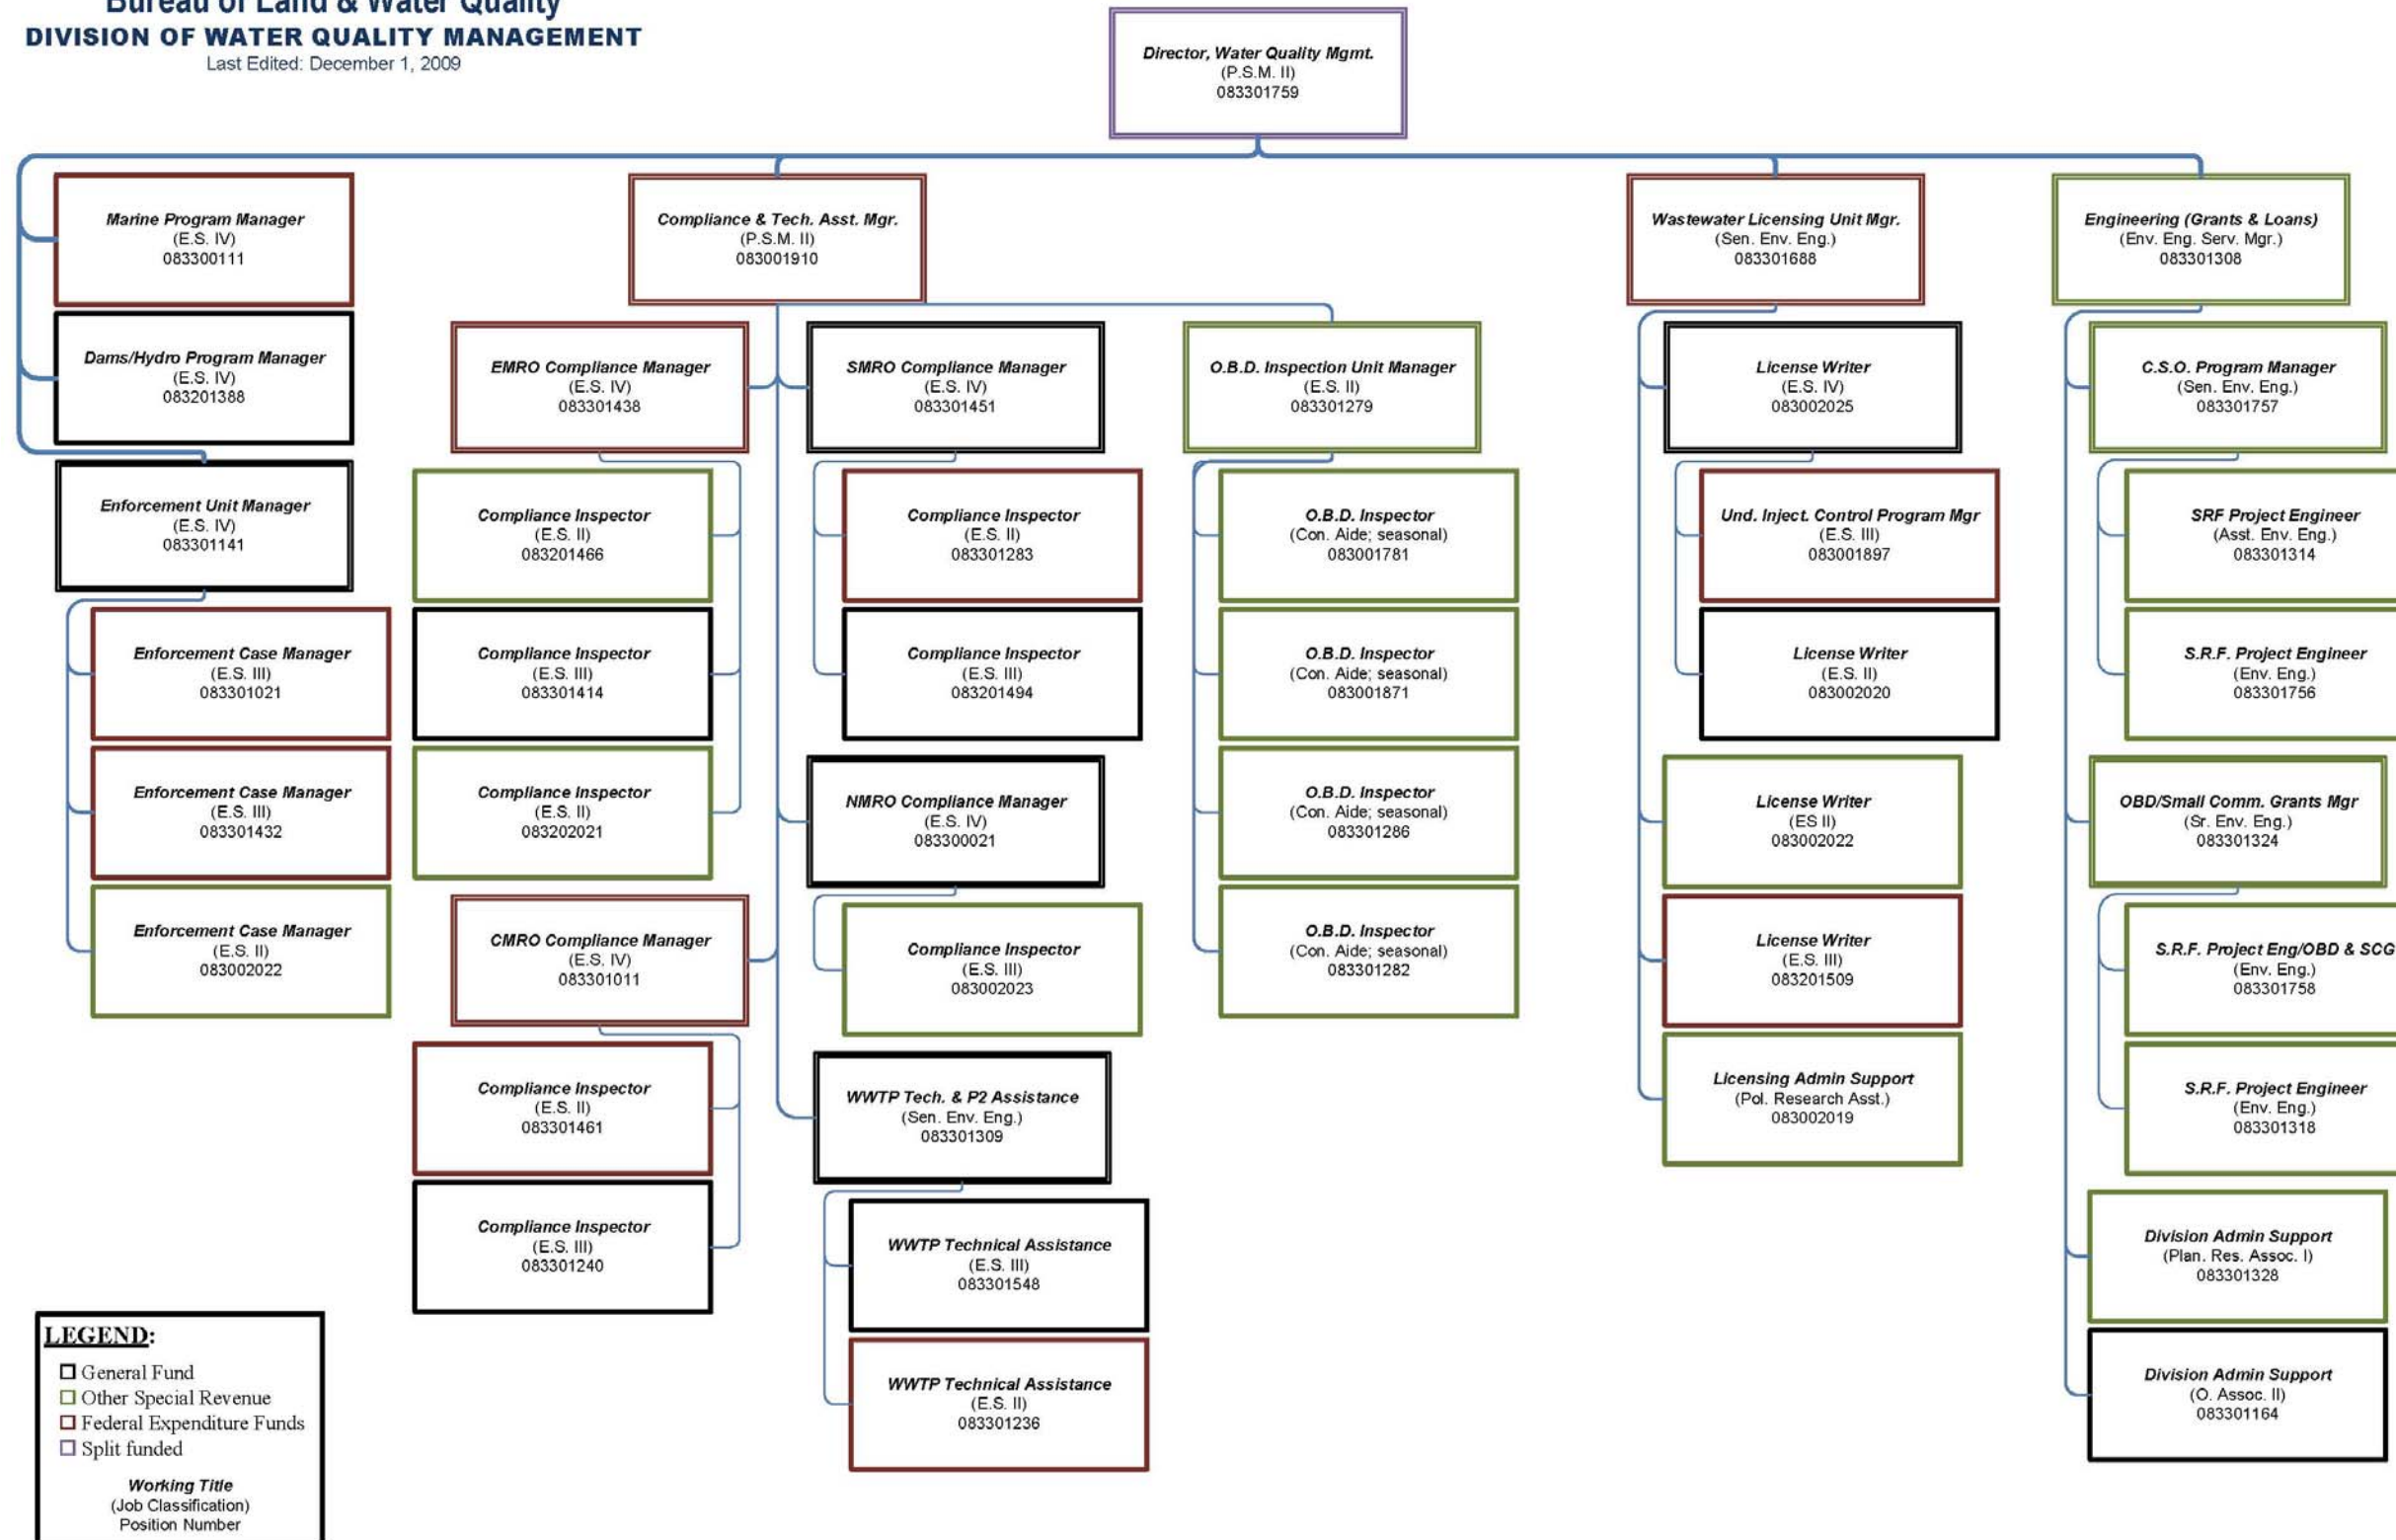 Bureau of Land & Water Quality
DIVISION OF WATER QUALITY MANAGEMENT
Last Edited: December 1, 2009
Director, Water Quality Mgmt.
(P.S.M. II)
083301759
Marine Program Manager
(E.S. IV)
083300111
Dams/Hydro Program Manager
(E.S. IV)
083201388
Enforcement Unit Manager
(E.S. IV)
083301141
Enforcement Case Manager
(E.S. III)
083301021
Enforcement Case Manager
(E.S. III)
083301432
Enforcement Case Manager
(E.S. II)
083002022
Compliance & Tech. Asst. Mgr.
(P.S.M. II)
083001910
EMRO Compliance Manager
(E.S. IV)
083301438
Compliance Inspector
(E.S. II)
083201466
Compliance Inspector
(E.S. III)
083301414
Compliance Inspector
(E.S. II)
083202021
CMRO Compliance Manager
(E.S. IV)
083301011
Compliance Inspector
(E.S. II)
083301461
Compliance Inspector
(E.S. III)
083301240
SMRO Compliance Manager
(E.S. IV)
083301451
Compliance Inspector
(E.S. II)
083301283
Compliance Inspector
(E.S. III)
083201494
NMRO Compliance Manager
(E.S. IV)
083300021
Compliance Inspector
(E.S. III)
083002023
WWTP Tech. & P2 Assistance
(Sen. Env. Eng.)
083301309
WWTP Technical Assistance
(E.S. III)
083301548
WWTP Technical Assistance
(E.S. II)
083301236
O.B.D. Inspection Unit Manager
(E.S. II)
083301279
O.B.D. Inspector
(Con. Aide; seasonal)
083001781
O.B.D. Inspector
(Con. Aide; seasonal)
083001871
O.B.D. Inspector
(Con. Aide; seasonal)
083301286
O.B.D. Inspector
(Con. Aide; seasonal)
083301282
Wastewater Licensing Unit Mgr.
(Sen. Env. Eng.)
083301688
License Writer
(E.S. IV)
083002025
Und. Inject. Control Program Mgr
(E.S. III)
083001897
License Writer
(E.S. II)
083002020
License Writer
(ES II)
083002022
License Writer
(E.S. III)
083201509
Licensing Admin Support
(Pol. Research Asst.)
083002019
Engineering (Grants & Loans)
(Env. Eng. Serv. Mgr.)
083301308
C.S.O. Program Manager
(Sen. Env. Eng.)
083301757
SRF Project Engineer
(Asst. Env. Eng.)
083301314
S.R.F. Project Engineer
(Env. Eng.)
083301756
OBD/Small Comm. Grants Mgr
(Sr. Env. Eng.)
083301324
S.R.F. Project Eng/OBD & SCG
(Env. Eng.)
083301758
S.R.F. Project Engineer
(Env. Eng.)
083301318
Division Admin Support
(Plan. Res. Assoc. I)
083301328
Division Admin Support
(O. Assoc. II)
083301164
LEGEND:
General Fund
Other Special Revenue
Federal Expenditure Funds
Split funded
Working Title
(Job Classification)
Position Number